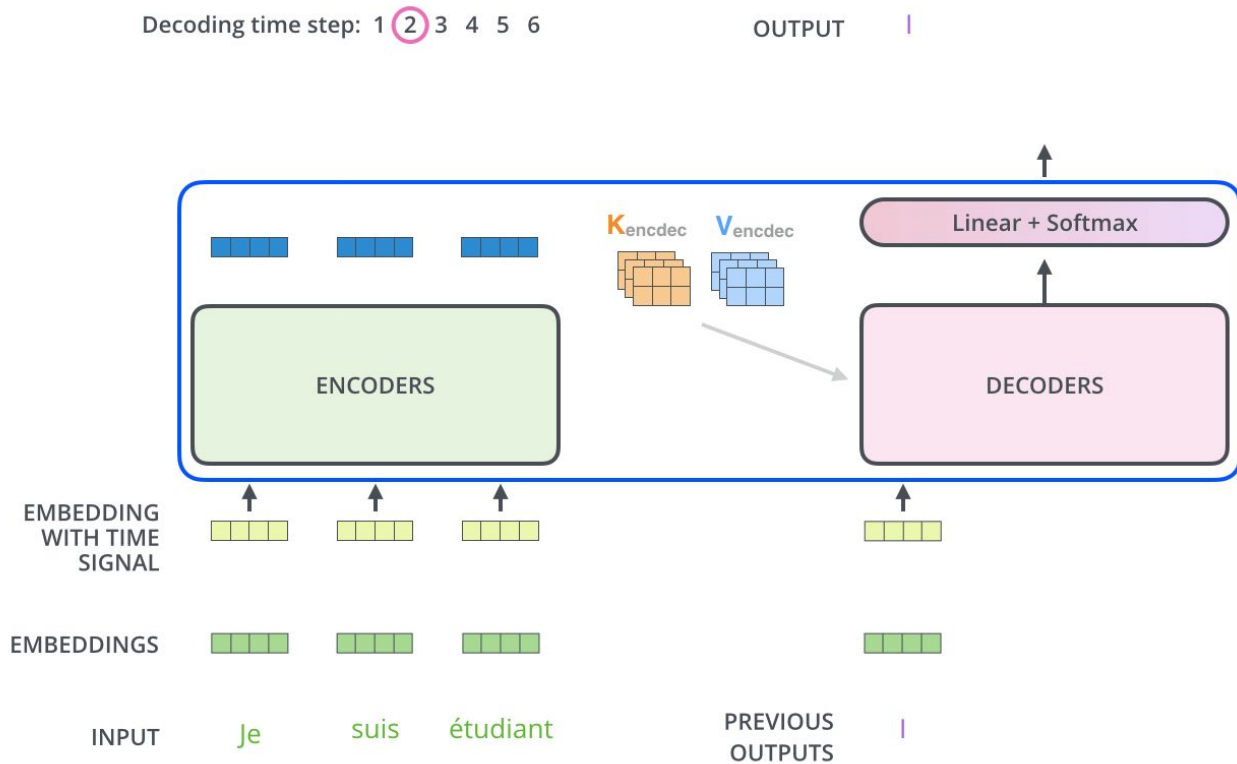 Decoding time step: 1 2 3 4 5 6
OUTPUT I
Kencdec
Vencdec
Linear + Softmax
ENCODERS
DECODERS
EMBEDDING
WITH TIME
SIGNAL
EMBEDDINGS
INPUT
Je suis étudiant
PREVIOUS
OUTPUTS
I